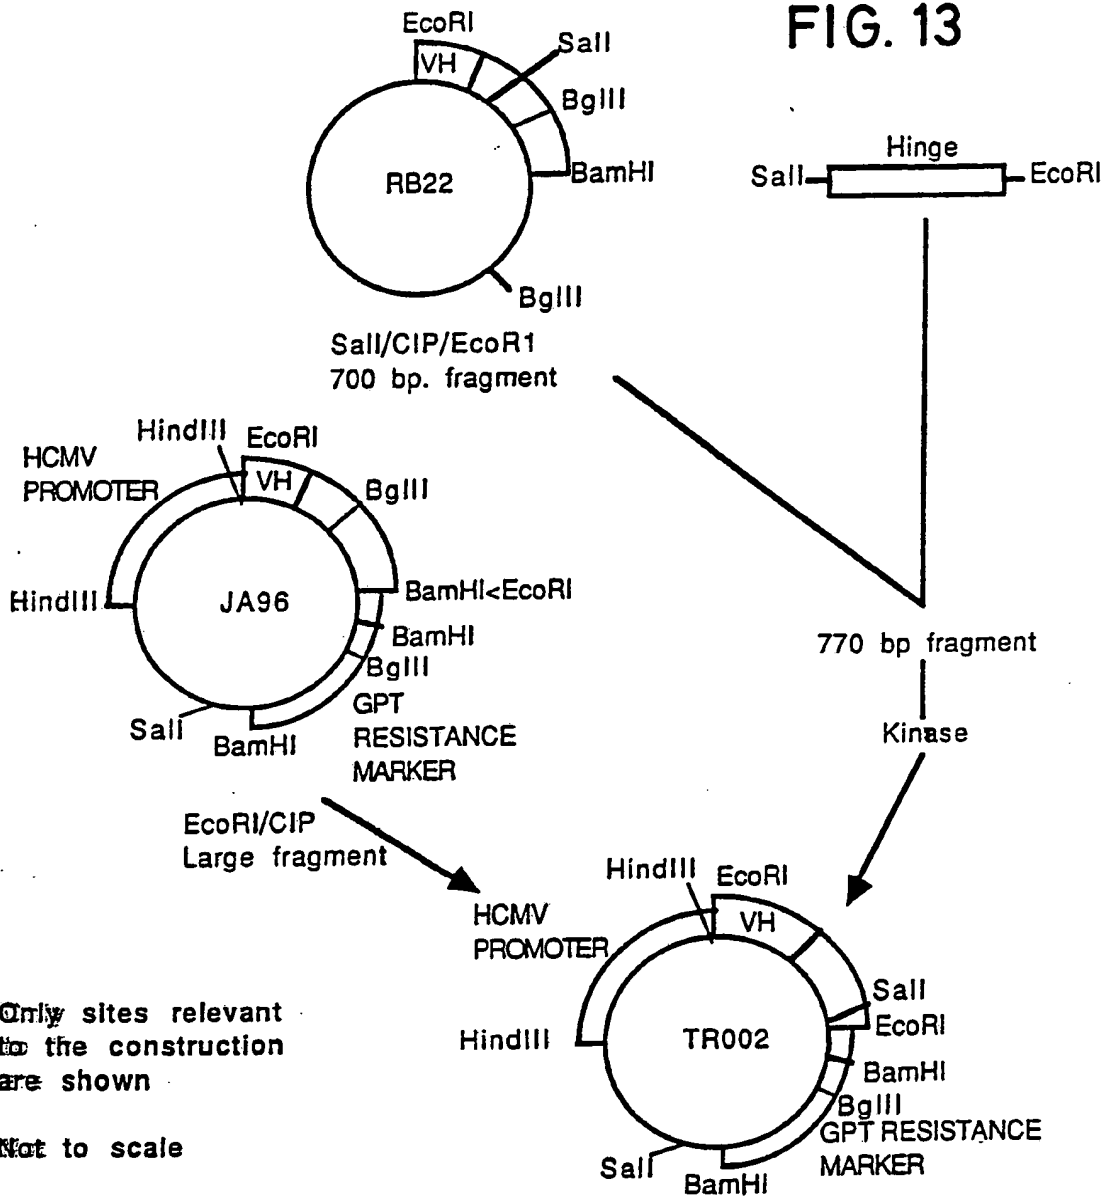 FIG. 13
EcoRI
VH
SalI
BglII
BamHI
RB22
BglII
Hinge
SalI
EcoRI
SalI/CIP/EcoR1
700 bp. fragment
HindIII
EcoRI
HCMV
PROMOTER
VH
BglII
HindIII
JA96
BamHI<EcoRI
BamHI
BglII
GPT
RESISTANCE
MARKER
SalI
BamHI
770 bp fragment
Kinase
EcoRI/CIP
Large fragment
HindIII
EcoRI
HCMV
PROMOTER
VH
SalI
EcoRI
HindIII
TR002
BamHI
BglII
GPT RESISTANCE
MARKER
SalI
BamHI
Only sites relevant
to the construction
are shown
Not to scale